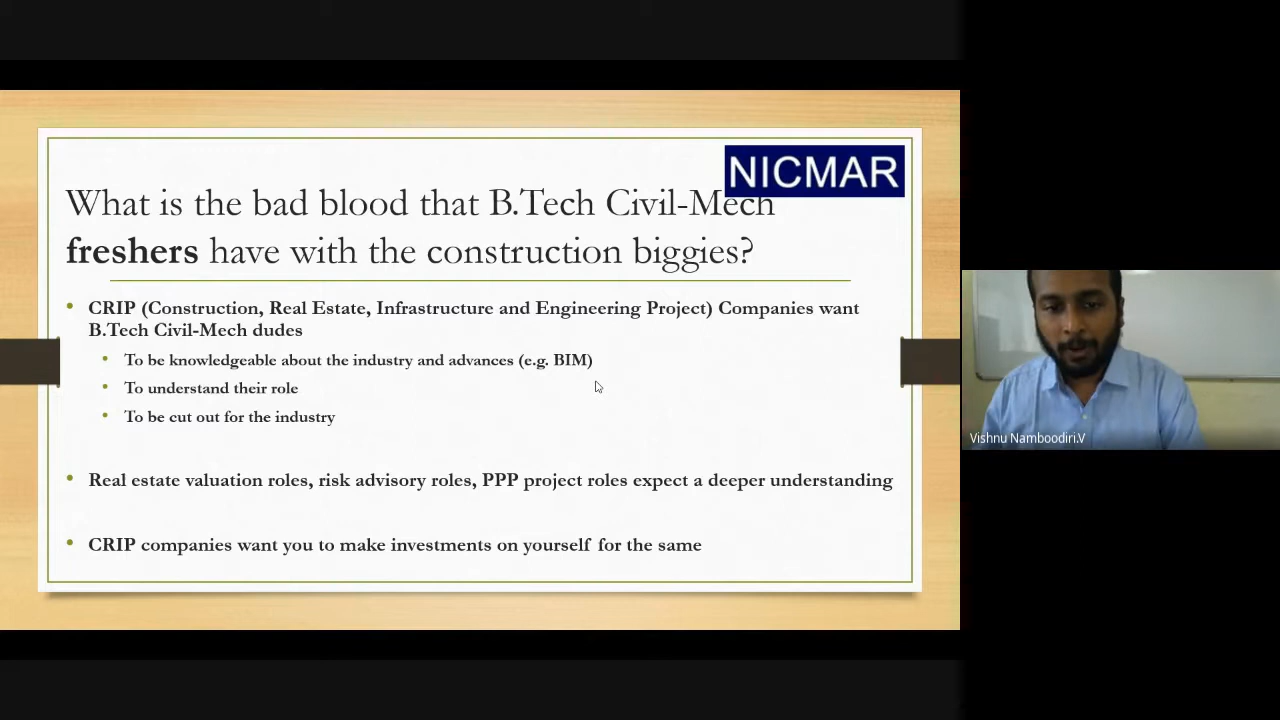 NICMAR
What is the bad blood that B.Tech Civil-Mech
freshers have with the construction biggies?
• CRIP (Construction, Real Estate, Infrastructure and Engineering Project) Companies want
B.Tech Civil-Mech dudes
• To be knowledgeable about the industry and advances (e.g. BIM)
• To understand their role
• To be cut out for the industry
• Real estate valuation roles, risk advisory roles, PPP project roles expect a deeper understanding
• CRIP companies want you to make investments on yourself for the same
Vishnu Namboodiri.V